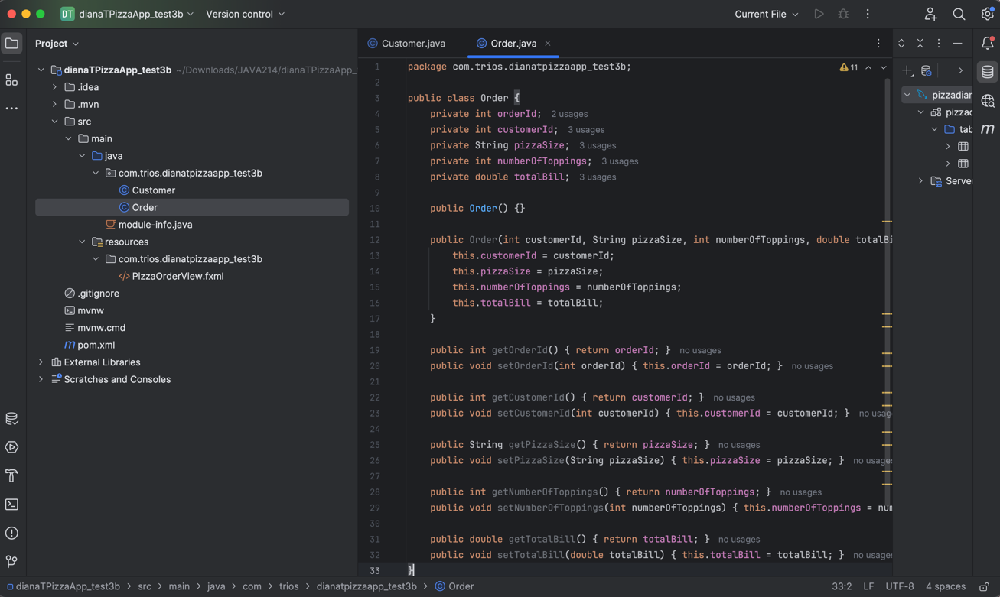 DT dianaTPizzaApp_test3b Version control Current File
Project
Customer.java Order.java
dianaTPizzaApp_test3b ~/Downloads/JAVA214/dianaTPizzaApp_
.idea
.mvn
src
main
java
com.trios.dianatpizzaapp_test3b
Customer
Order
module-info.java
resources
com.trios.dianatpizzaapp_test3b
PizzaOrderView.fxml
.gitignore
mvnw
mvnw.cmd
pom.xml
External Libraries
Scratches and Consoles
11
1 package com.trios.dianatpizzaapp_test3b;
2
3 public class Order {
4 private int orderId; 2 usages
5 private int customerId; 3 usages
6 private String pizzaSize; 3 usages
7 private int numberOfToppings; 3 usages
8 private double totalBill; 3 usages
9
10 public Order() {}
11
12 public Order(int customerId, String pizzaSize, int numberOfToppings, double totalBi
13 this.customerId = customerId;
14 this.pizzaSize = pizzaSize;
15 this.numberOfToppings = numberOfToppings;
16 this.totalBill = totalBill;
17 }
18
19 public int getOrderId() { return orderId; } no usages
20 public void setOrderId(int orderId) { this.orderId = orderId; } no usages
21
22 public int getCustomerId() { return customerId; } no usages
23 public void setCustomerId(int customerId) { this.customerId = customerId; } no usag
24
25 public String getPizzaSize() { return pizzaSize; } no usages
26 public void setPizzaSize(String pizzaSize) { this.pizzaSize = pizzaSize; } no usages
27
28 public int getNumberOfToppings() { return numberOfToppings; } no usages
29 public void setNumberOfToppings(int numberOfToppings) { this.numberOfToppings = num
30
31 public double getTotalBill() { return totalBill; } no usages
32 public void setTotalBill(double totalBill) { this.totalBill = totalBill; } no usages
33 }
pizzadiar
pizzad
tab
Server
m
dianaTPizzaApp_test3b > src > main > java > com > trios > dianatpizzaapp_test3b > Order 33:2 LF UTF-8 4 spaces